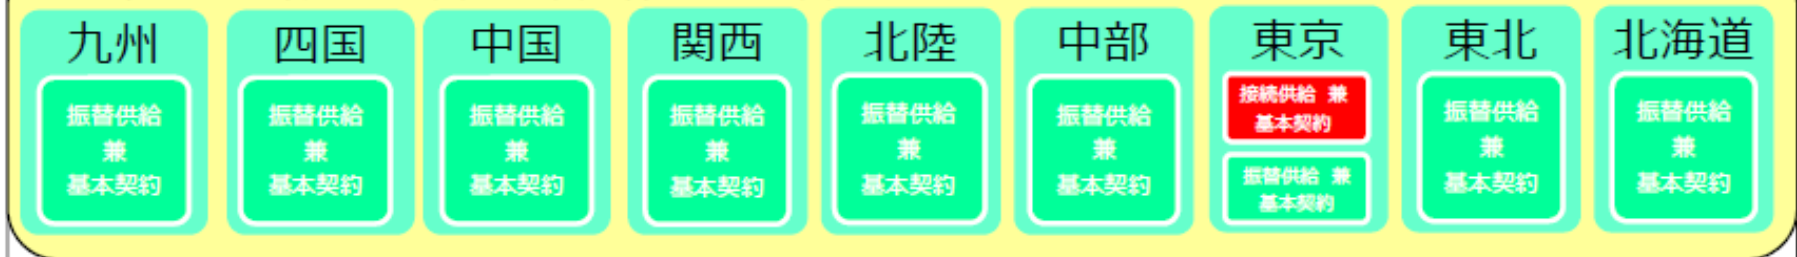 九州
振替供給
兼
基本契約
四国
振替供給
兼
基本契約
中国
振替供給
兼
基本契約
関西
振替供給
兼
基本契約
北陸
振替供給
兼
基本契約
中部
振替供給
兼
基本契約
東京
接続供給 兼
基本契約
振替供給 兼
基本契約
東北
振替供給
兼
基本契約
北海道
振替供給
兼
基本契約